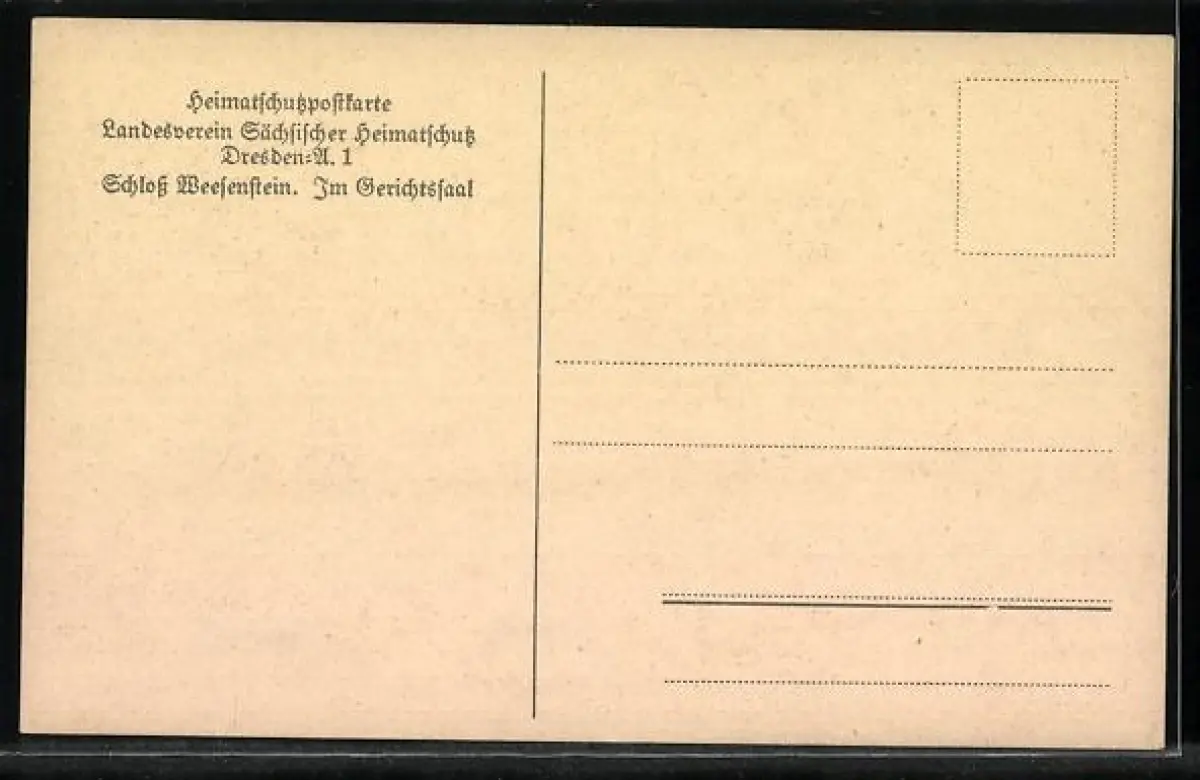 Heimatschutzpostkarte
Landesverein Sächsischer Heimatschutz
Dresden-A. 1
Schloß Weesenstein. Im Gerichtssaal